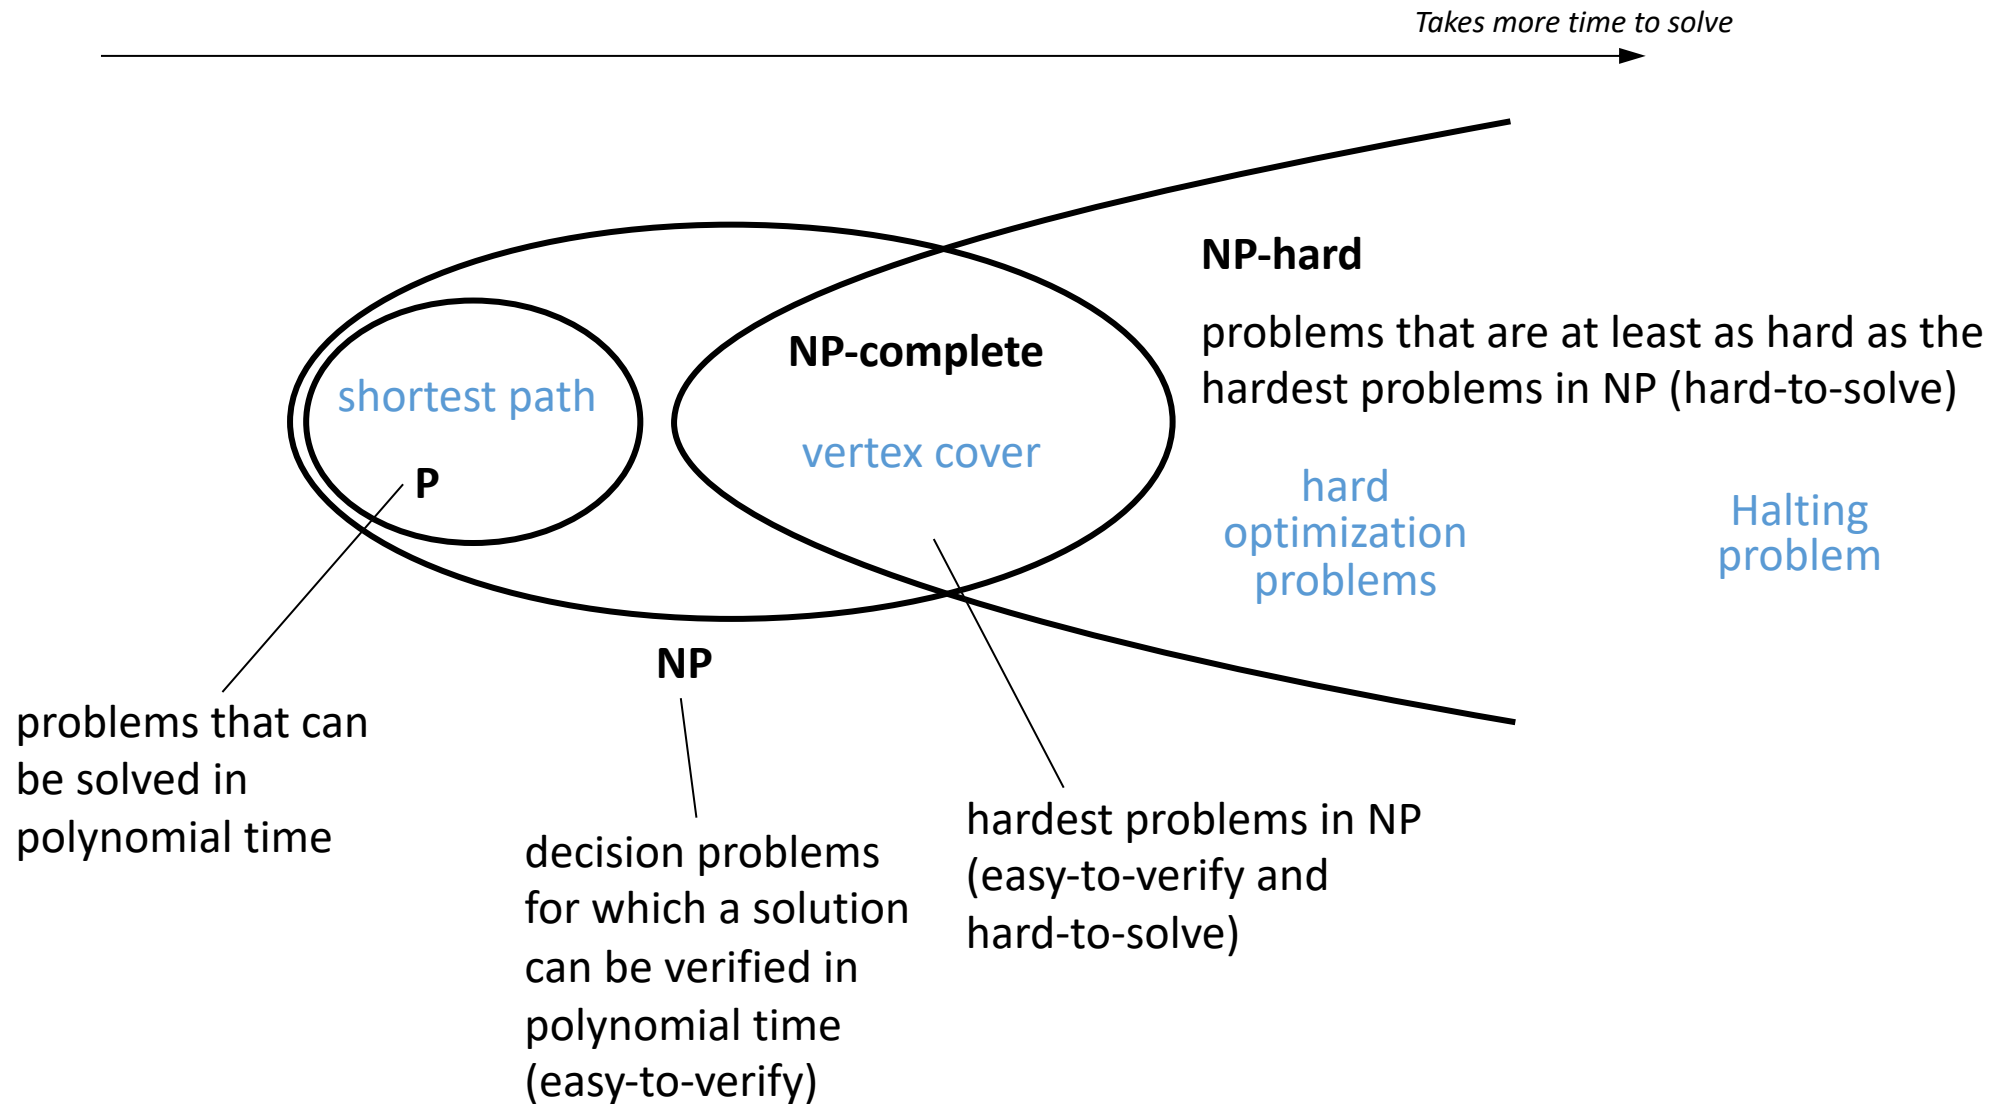 Takes more time to solve
NP-hard
problems that are at least as hard as the
hardest problems in NP (hard-to-solve)
NP-complete
shortest path
vertex cover
P
hard
optimization
problems
Halting
problem
NP
problems that can
be solved in
polynomial time
decision problems
for which a solution
can be verified in
polynomial time
(easy-to-verify)
hardest problems in NP
(easy-to-verify and
hard-to-solve)